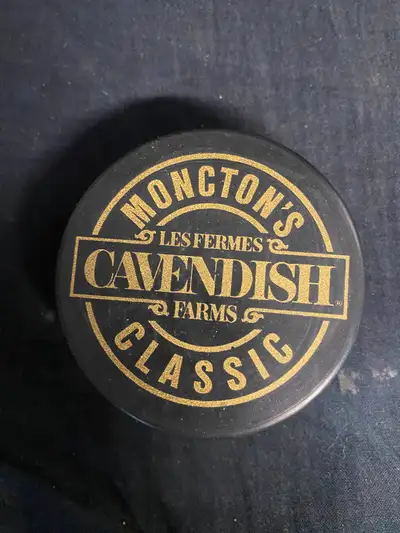 MONCTON'S
LES FERMES
CAVENDISH®
FARMS
CLASSIC